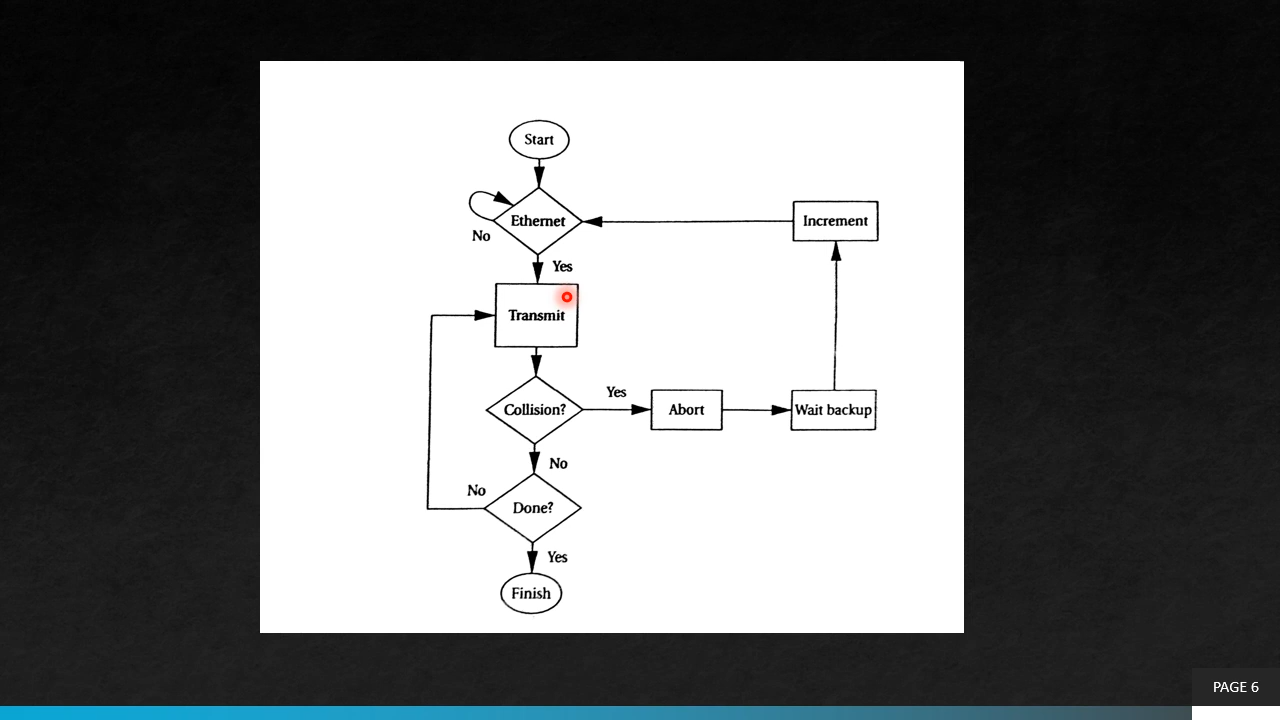 Start
Ethernet
Increment
No
Yes
Transmit
Yes
Collision?
Abort
Wait backup
No
No
Done?
Yes
Finish
PAGE 6